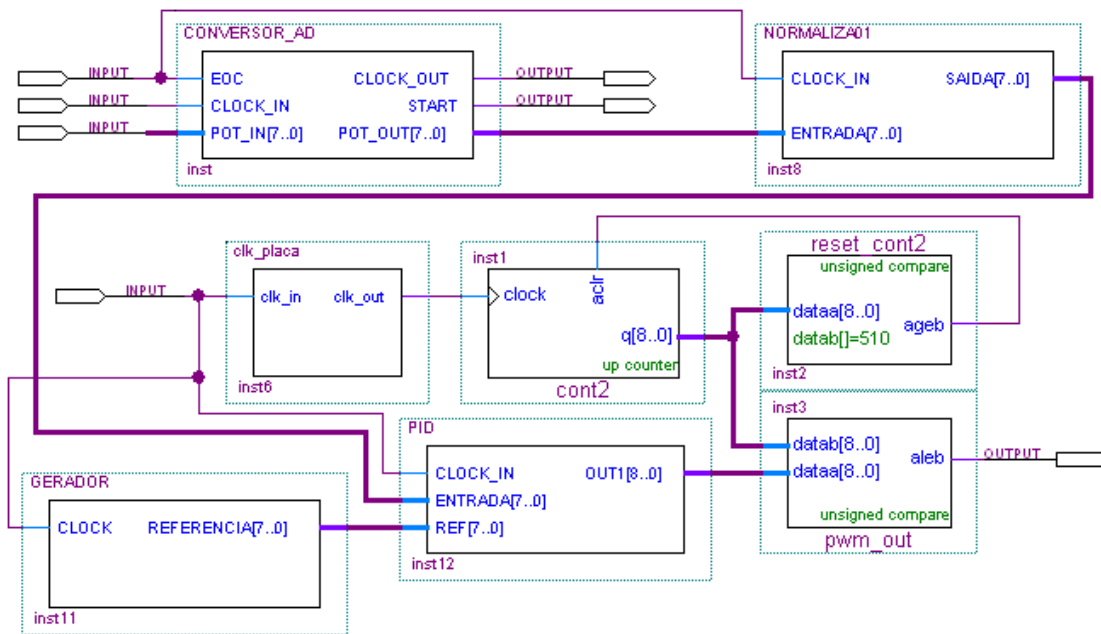 CONVERSOR_AD
INPUT
EOC
CLOCK_OUT
OUTPUT
INPUT
CLOCK_IN
START
OUTPUT
INPUT
POT_IN[7..0]
POT_OUT[7..0]
inst
NORMALIZA01
CLOCK_IN
SAIDA[7..0]
ENTRADA[7..0]
inst8
clk_placa
INPUT
clk_in
clk_out
inst6
inst1
clock
aclr
q[8..0]
up counter
cont2
reset_cont2
unsigned compare
dataa[8..0]
ageb
datab[]=510
inst2
inst3
datab[8..0]
aleb
OUTPUT
dataa[8..0]
unsigned compare
pwm_out
PID
CLOCK_IN
OUT1[8..0]
ENTRADA[7..0]
REF[7..0]
inst12
GERADOR
CLOCK
REFERENCIA[7..0]
inst11